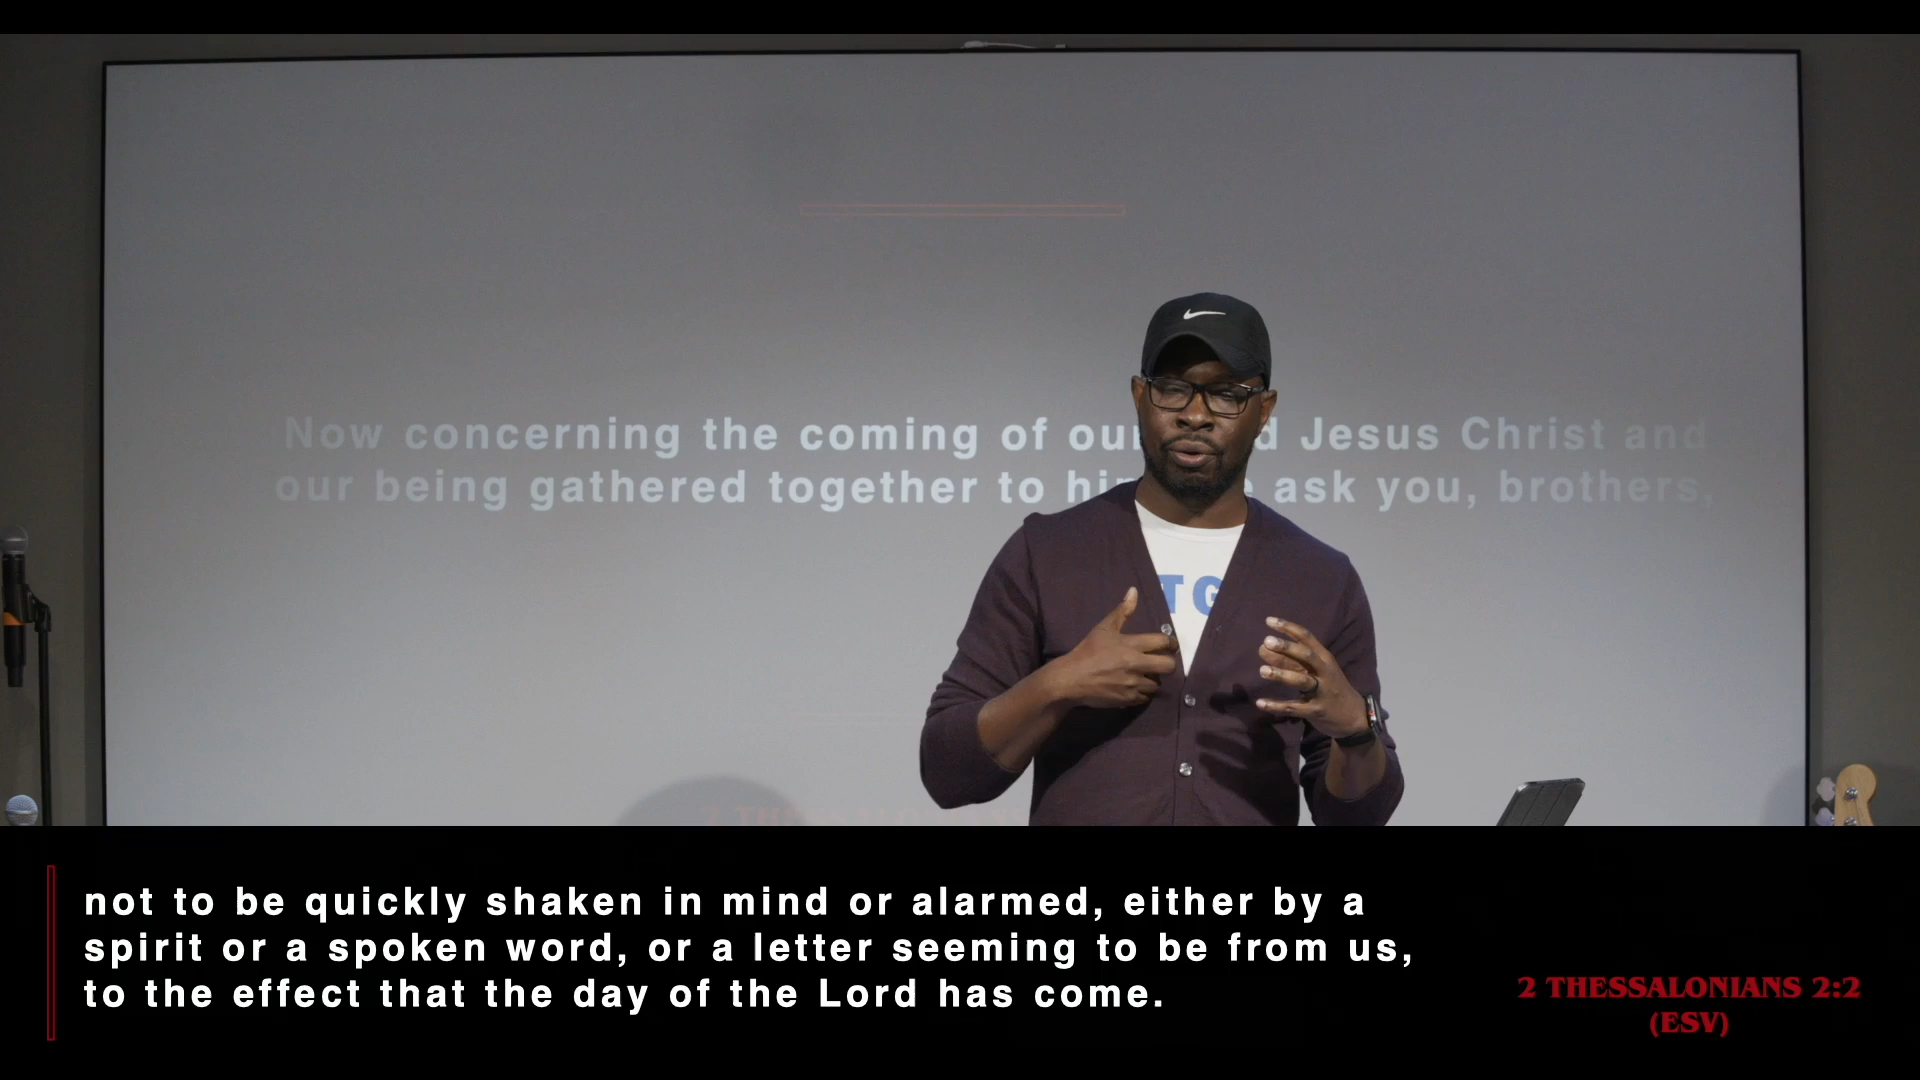 Now concerning the coming of our d Jesus Christ and
our being gathered together to hi e ask you, brothers,
TG
not to be quickly shaken in mind or alarmed, either by a
spirit or a spoken word, or a letter seeming to be from us,
to the effect that the day of the Lord has come.
2 THESSALONIANS 2:2
(ESV)